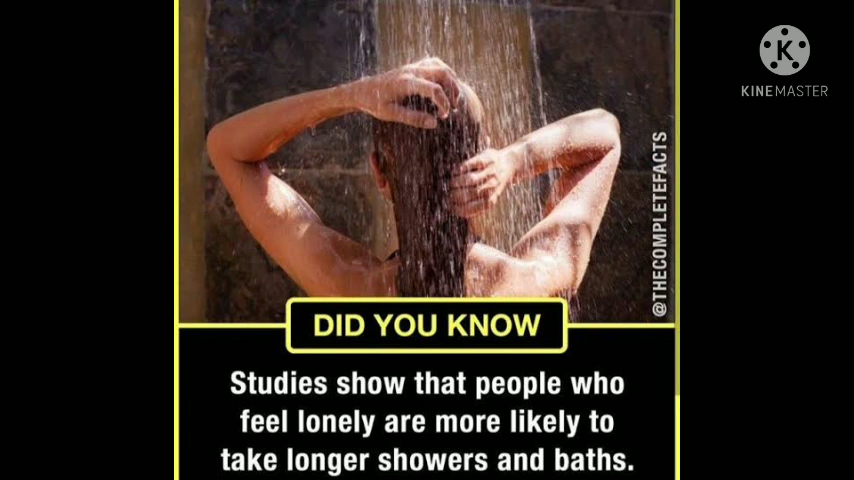 KINEMASTER
@THECOMPLETEFACTS
DID YOU KNOW
Studies show that people who
feel lonely are more likely to
take longer showers and baths.